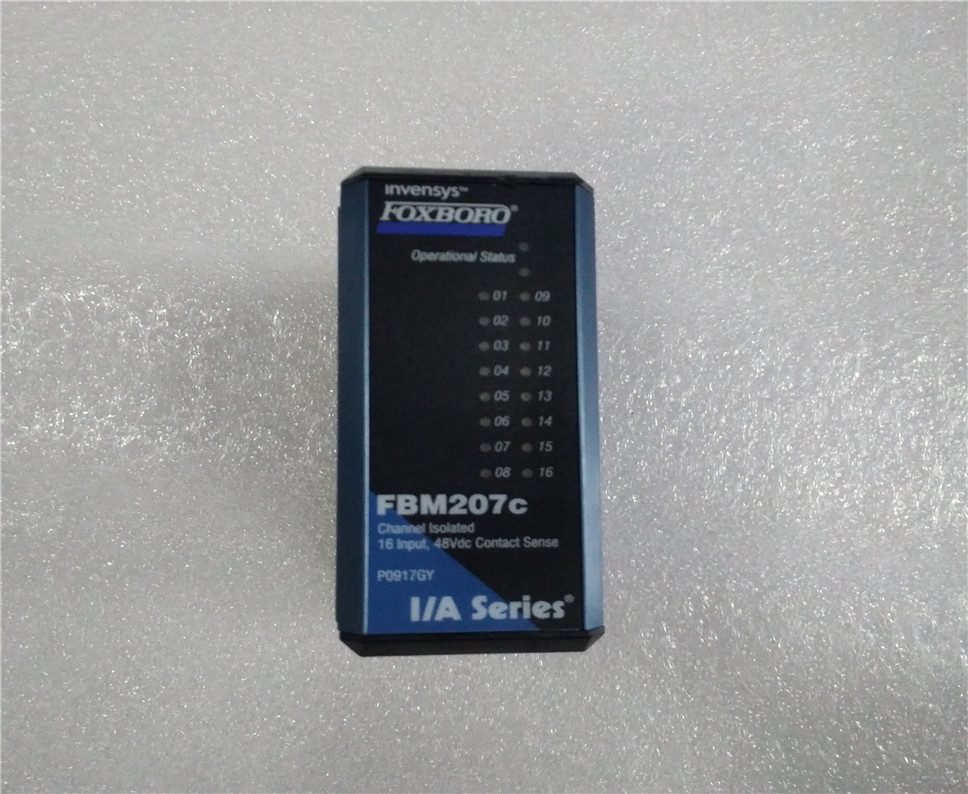 invensys™
FOXBORO®
Operational Status
01 09
02 10
03 11
04 12
05 13
06 14
07 15
08 16
FBM207c
Channel Isolated
16 Input, 48Vdc Contact Sense
P0917GY
I/A Series®